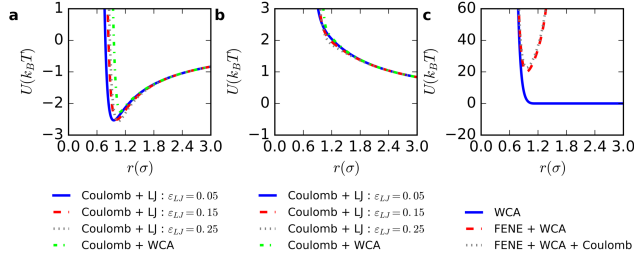 a
U(k_BT)
1
0
−1
−2
−3
0.0 0.6 1.2 1.8 2.4 3.0
r(σ)
Coulomb + LJ : ε_LJ = 0.05
Coulomb + LJ : ε_LJ = 0.15
Coulomb + LJ : ε_LJ = 0.25
Coulomb + WCA
b
U(k_BT)
3
2
1
0
−1
0.0 0.6 1.2 1.8 2.4 3.0
r(σ)
Coulomb + LJ : ε_LJ = 0.05
Coulomb + LJ : ε_LJ = 0.15
Coulomb + LJ : ε_LJ = 0.25
Coulomb + WCA
c
U(k_BT)
60
40
20
0
−20
0.0 0.6 1.2 1.8 2.4 3.0
r(σ)
WCA
FENE + WCA
FENE + WCA + Coulomb